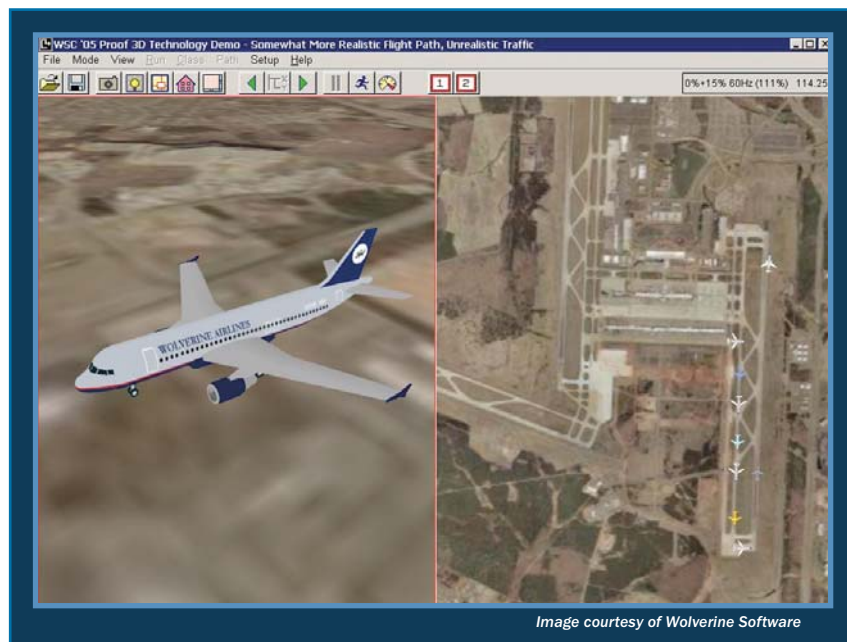 WSC '05 Proof 3D Technology Demo - Somewhat More Realistic Flight Path, Unrealistic Traffic
File Mode View Run Class Path Setup Help
1 2
0%+15% 60Hz (111%) 114.25
WOLVERINE AIRLINES
Image courtesy of Wolverine Software